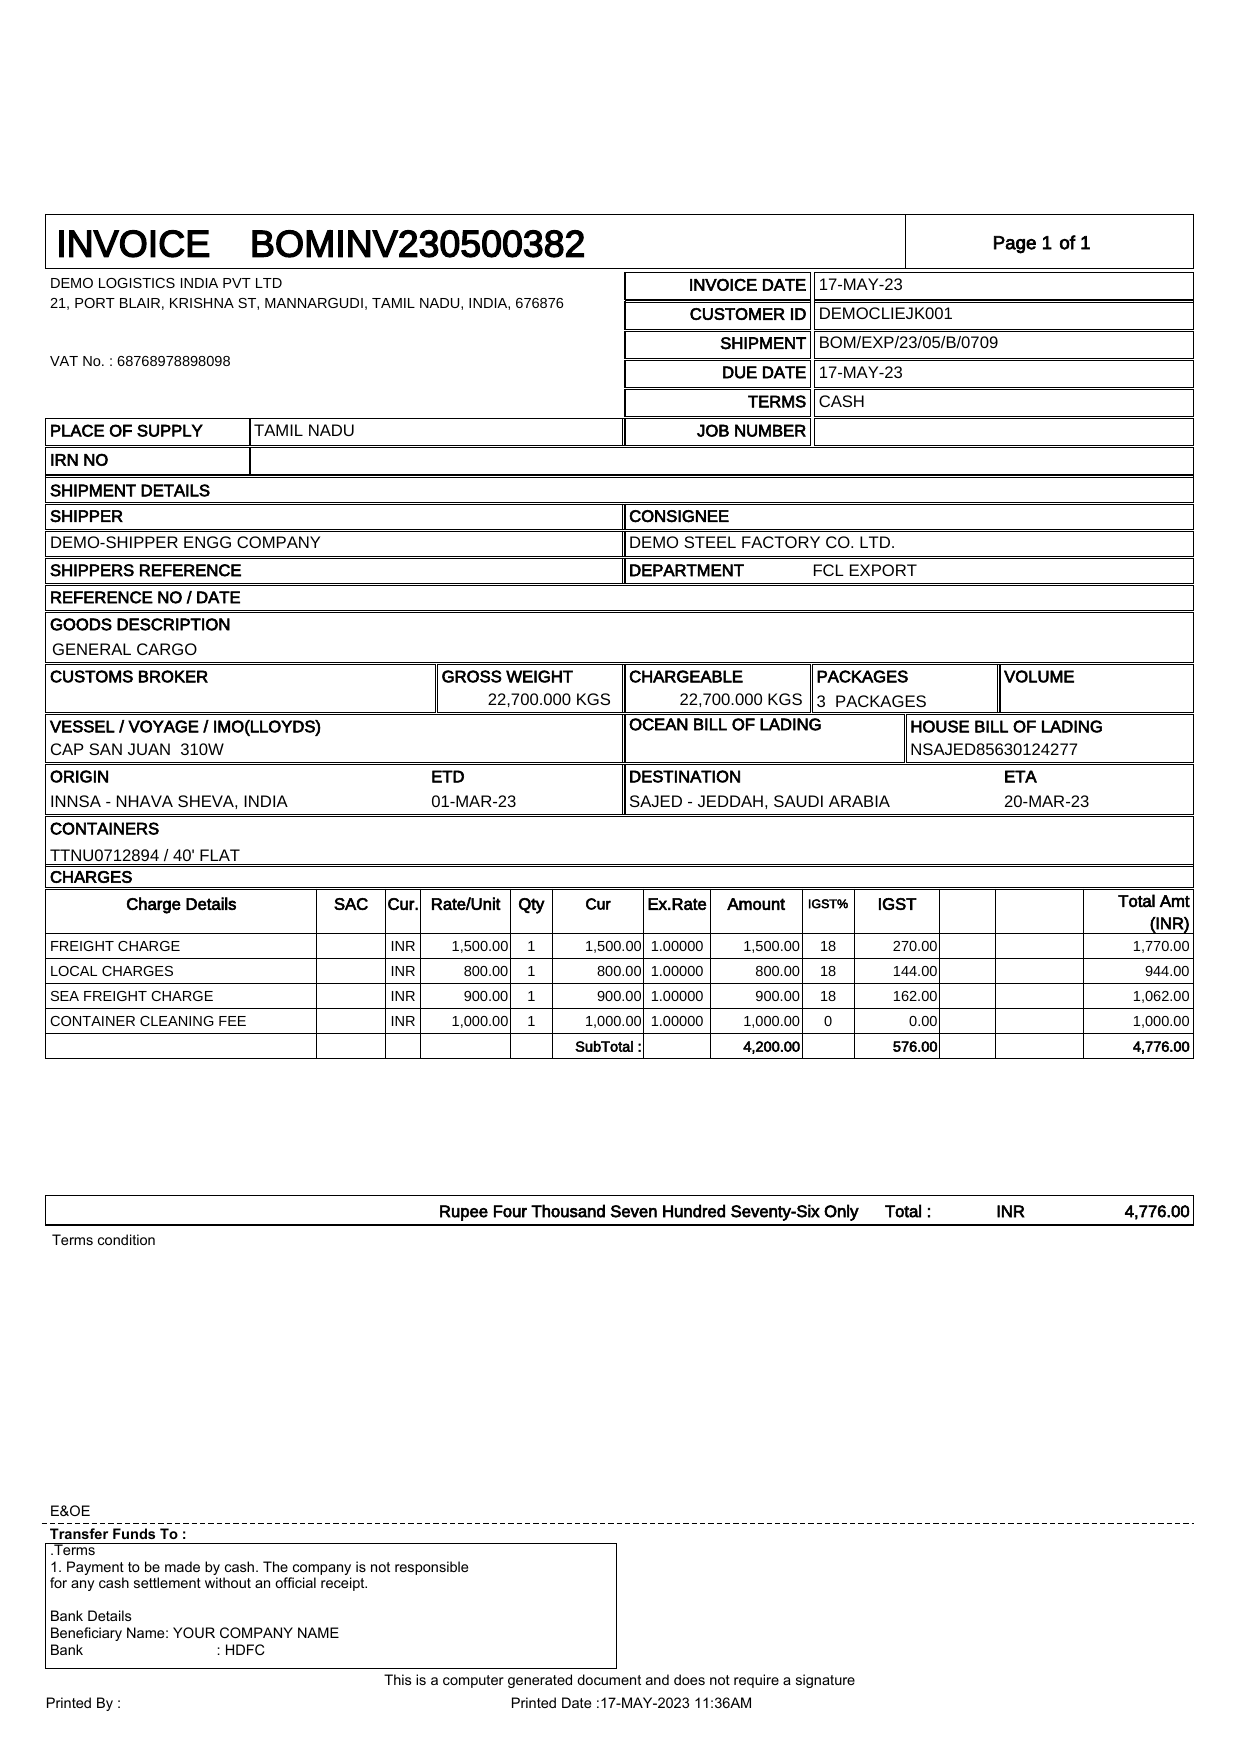 INVOICE BOMINV230500382
Page 1 of 1
DEMO LOGISTICS INDIA PVT LTD
21, PORT BLAIR, KRISHNA ST, MANNARGUDI, TAMIL NADU, INDIA, 676876
VAT No. : 68768978898098
INVOICE DATE 17-MAY-23
CUSTOMER ID DEMOCLIEJK001
SHIPMENT BOM/EXP/23/05/B/0709
DUE DATE 17-MAY-23
TERMS CASH
PLACE OF SUPPLY TAMIL NADU JOB NUMBER
IRN NO
SHIPMENT DETAILS
SHIPPER CONSIGNEE
DEMO-SHIPPER ENGG COMPANY DEMO STEEL FACTORY CO. LTD.
SHIPPERS REFERENCE DEPARTMENT FCL EXPORT
REFERENCE NO / DATE
GOODS DESCRIPTION
GENERAL CARGO
CUSTOMS BROKER GROSS WEIGHT CHARGEABLE PACKAGES VOLUME
22,700.000 KGS 22,700.000 KGS 3 PACKAGES
VESSEL / VOYAGE / IMO(LLOYDS) OCEAN BILL OF LADING HOUSE BILL OF LADING
CAP SAN JUAN 310W NSAJED85630124277
ORIGIN ETD DESTINATION ETA
INNSA - NHAVA SHEVA, INDIA 01-MAR-23 SAJED - JEDDAH, SAUDI ARABIA 20-MAR-23
CONTAINERS
TTNU0712894 / 40' FLAT
CHARGES
Charge Details SAC Cur. Rate/Unit Qty Cur Ex.Rate Amount IGST% IGST Total Amt
(INR)
FREIGHT CHARGE INR 1,500.00 1 1,500.00 1.00000 1,500.00 18 270.00 1,770.00
LOCAL CHARGES INR 800.00 1 800.00 1.00000 800.00 18 144.00 944.00
SEA FREIGHT CHARGE INR 900.00 1 900.00 1.00000 900.00 18 162.00 1,062.00
CONTAINER CLEANING FEE INR 1,000.00 1 1,000.00 1.00000 1,000.00 0 0.00 1,000.00
SubTotal : 4,200.00 576.00 4,776.00
Rupee Four Thousand Seven Hundred Seventy-Six Only Total : INR 4,776.00
Terms condition
E&OE
Transfer Funds To :
.Terms
1. Payment to be made by cash. The company is not responsible
for any cash settlement without an official receipt.
Bank Details
Beneficiary Name: YOUR COMPANY NAME
Bank : HDFC
This is a computer generated document and does not require a signature
Printed By : Printed Date :17-MAY-2023 11:36AM